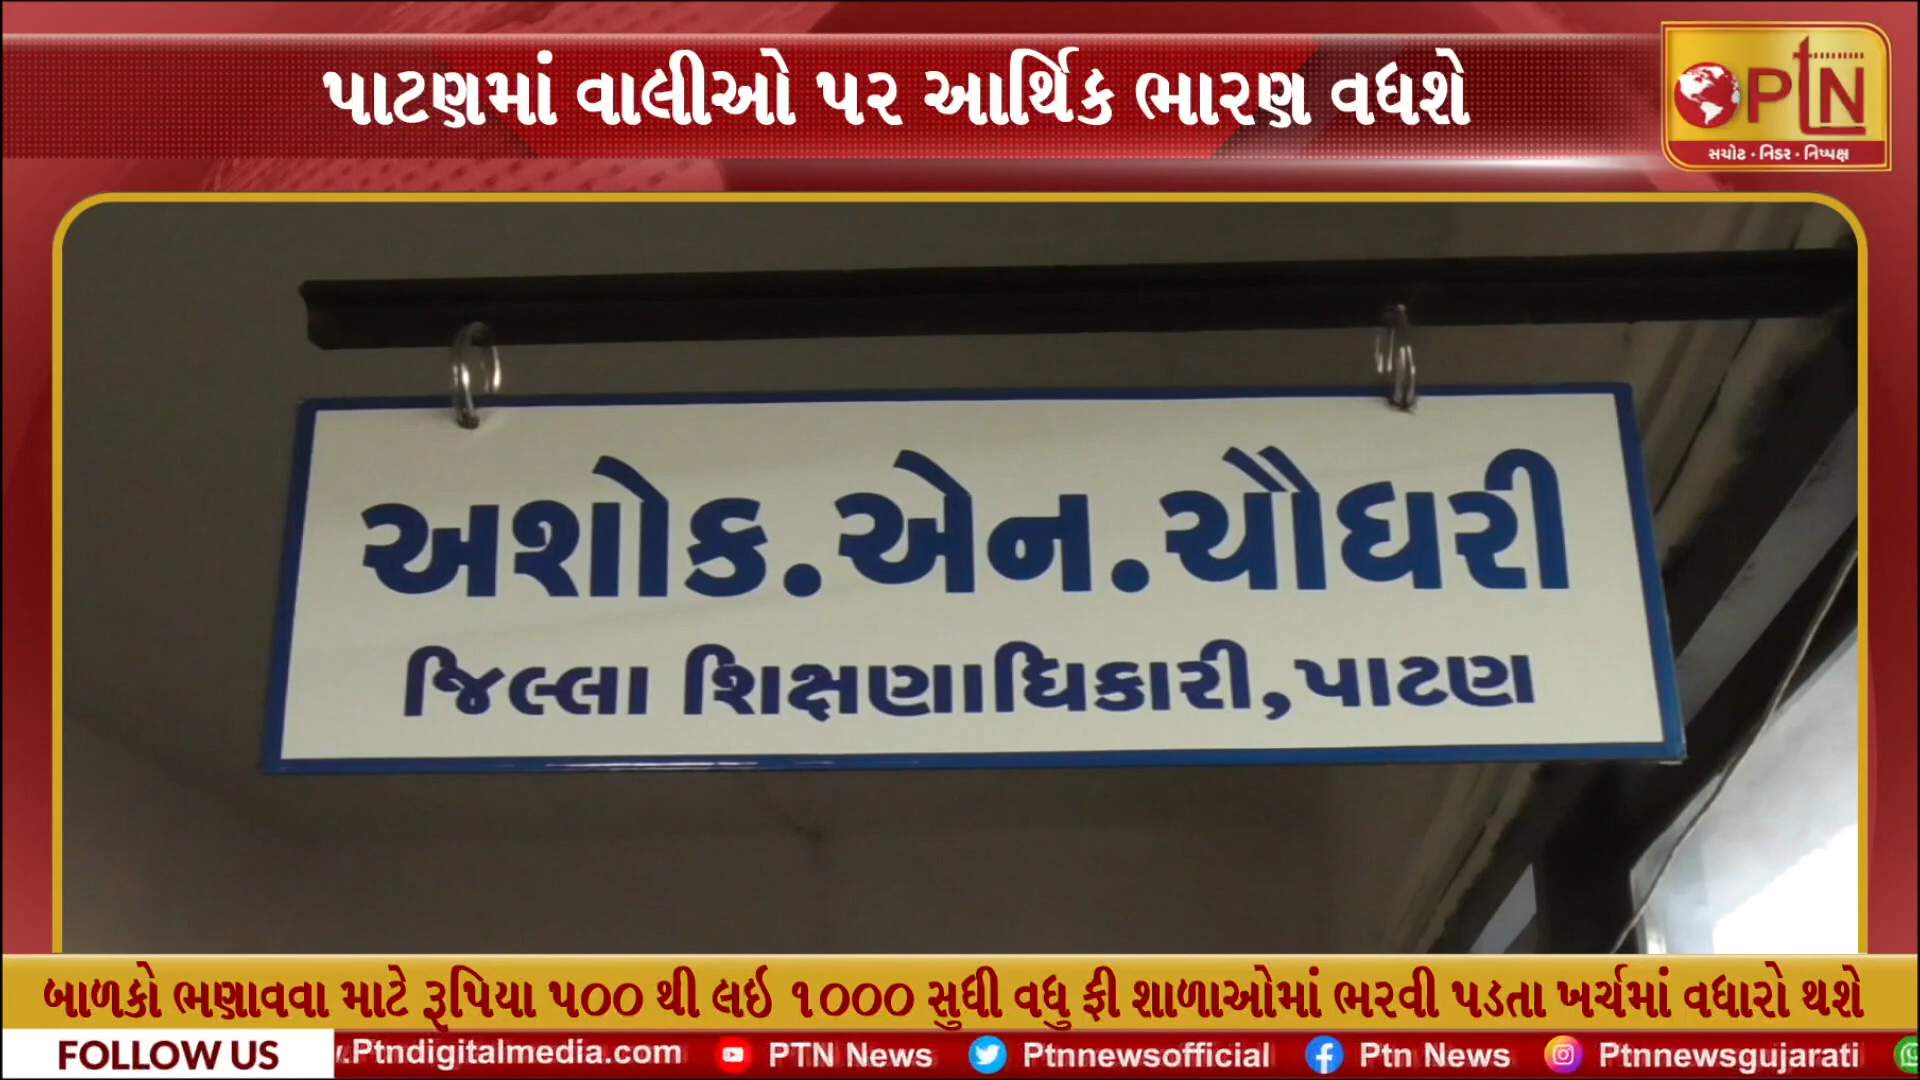 પાટણમાં વાલીઓ પર આર્થિક ભારણ વધશે
PTN
સચોટ · નિડર · નિષ્પક્ષ
અશોક.એન.ચૌધરી
જિલ્લા શિક્ષણાધિકારી,પાટણ
બાળકો ભણાવવા માટે રૂપિયા ૫૦૦ થી લઇ ૧૦૦૦ સુધી વધુ ફી શાળાઓમાં ભરવી પડતા ખર્ચમાં વધારો થશે
FOLLOW US .Ptndigitalmedia.com PTN News Ptnnewsofficial Ptn News Ptnnewsgujarati